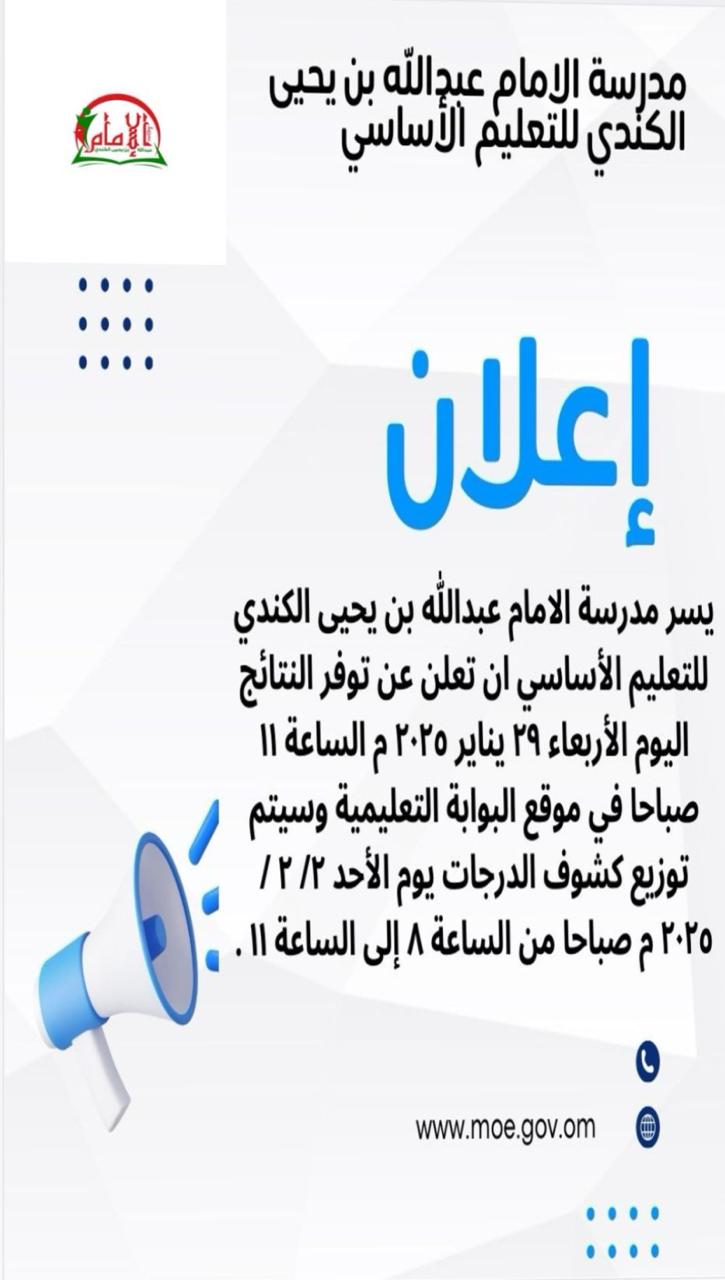 مدرسة الامام عبدالله بن يحيى
الكندي للتعليم الأساسي
الإمام
إعلان
يسر مدرسة الامام عبدالله بن يحيى الكندي
للتعليم الأساسي ان تعلن عن توفر النتائج
اليوم الأربعاء ٢٩ يناير ٢٠٢٥ م الساعة ١١
صباحا في موقع البوابة التعليمية وسيتم
توزيع كشوف الدرجات يوم الأحد ٢/ ٢ /
٢٠٢٥ م صباحا من الساعة ٨ إلى الساعة ١١ .
www.moe.gov.om